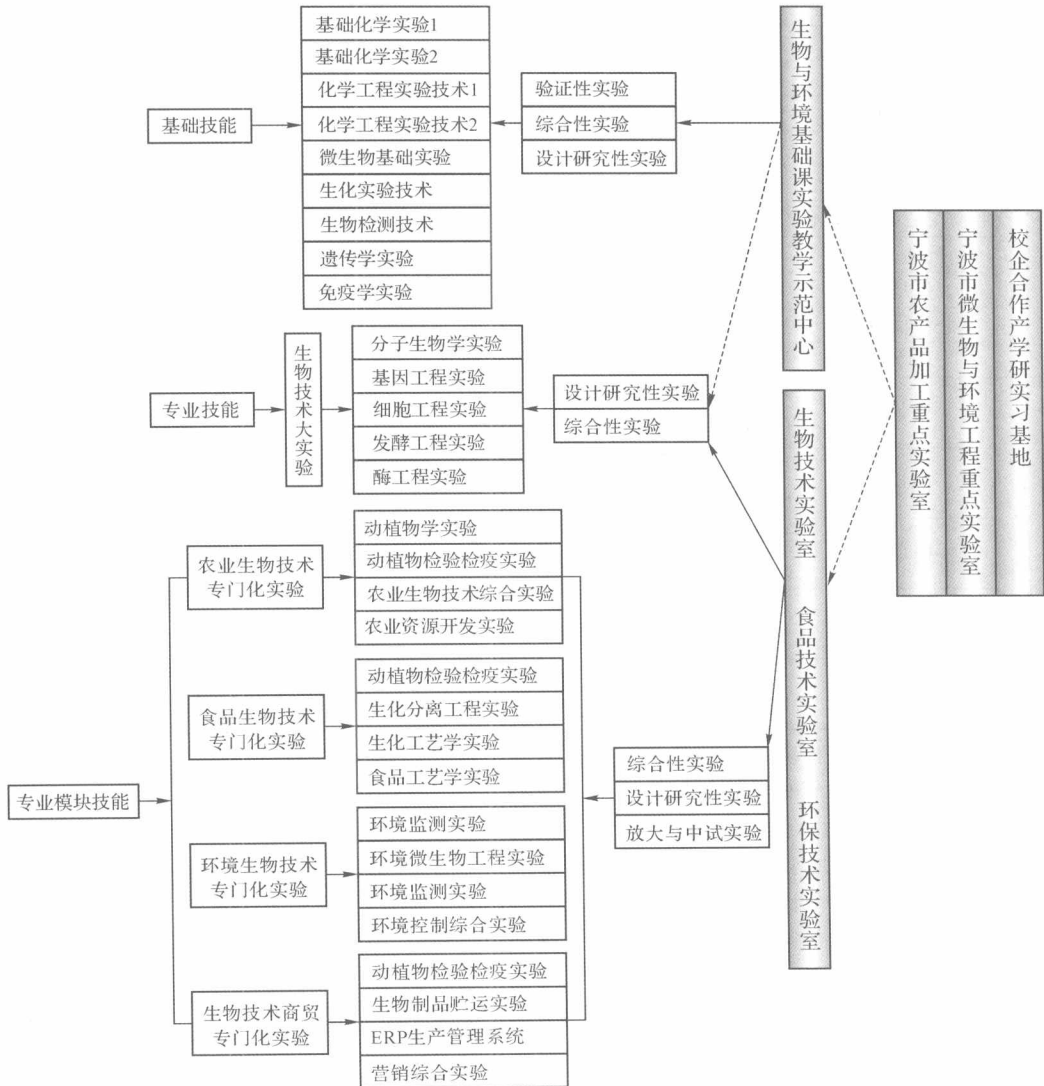 基础技能
基础化学实验1
基础化学实验2
化学工程实验技术1
化学工程实验技术2
微生物基础实验
生化实验技术
生物检测技术
遗传学实验
免疫学实验
验证性实验
综合性实验
设计研究性实验
生物与环境基础课实验教学示范中心
专业技能
生物技术大实验
分子生物学实验
基因工程实验
细胞工程实验
发酵工程实验
酶工程实验
设计研究性实验
综合性实验
宁波市农产品加工重点实验室
宁波市微生物与环境工程重点实验室
校企合作产学研实习基地
生物技术实验室 食品技术实验室 环保技术实验室
专业模块技能
农业生物技术
专门化实验
动植物学实验
动植物检验检疫实验
农业生物技术综合实验
农业资源开发实验
食品生物技术
专门化实验
动植物检验检疫实验
生化分离工程实验
生化工艺学实验
食品工艺学实验
环境生物技术
专门化实验
环境监测实验
环境微生物工程实验
环境监测实验
环境控制综合实验
生物技术商贸
专门化实验
动植物检验检疫实验
生物制品贮运实验
ERP生产管理系统
营销综合实验
综合性实验
设计研究性实验
放大与中试实验